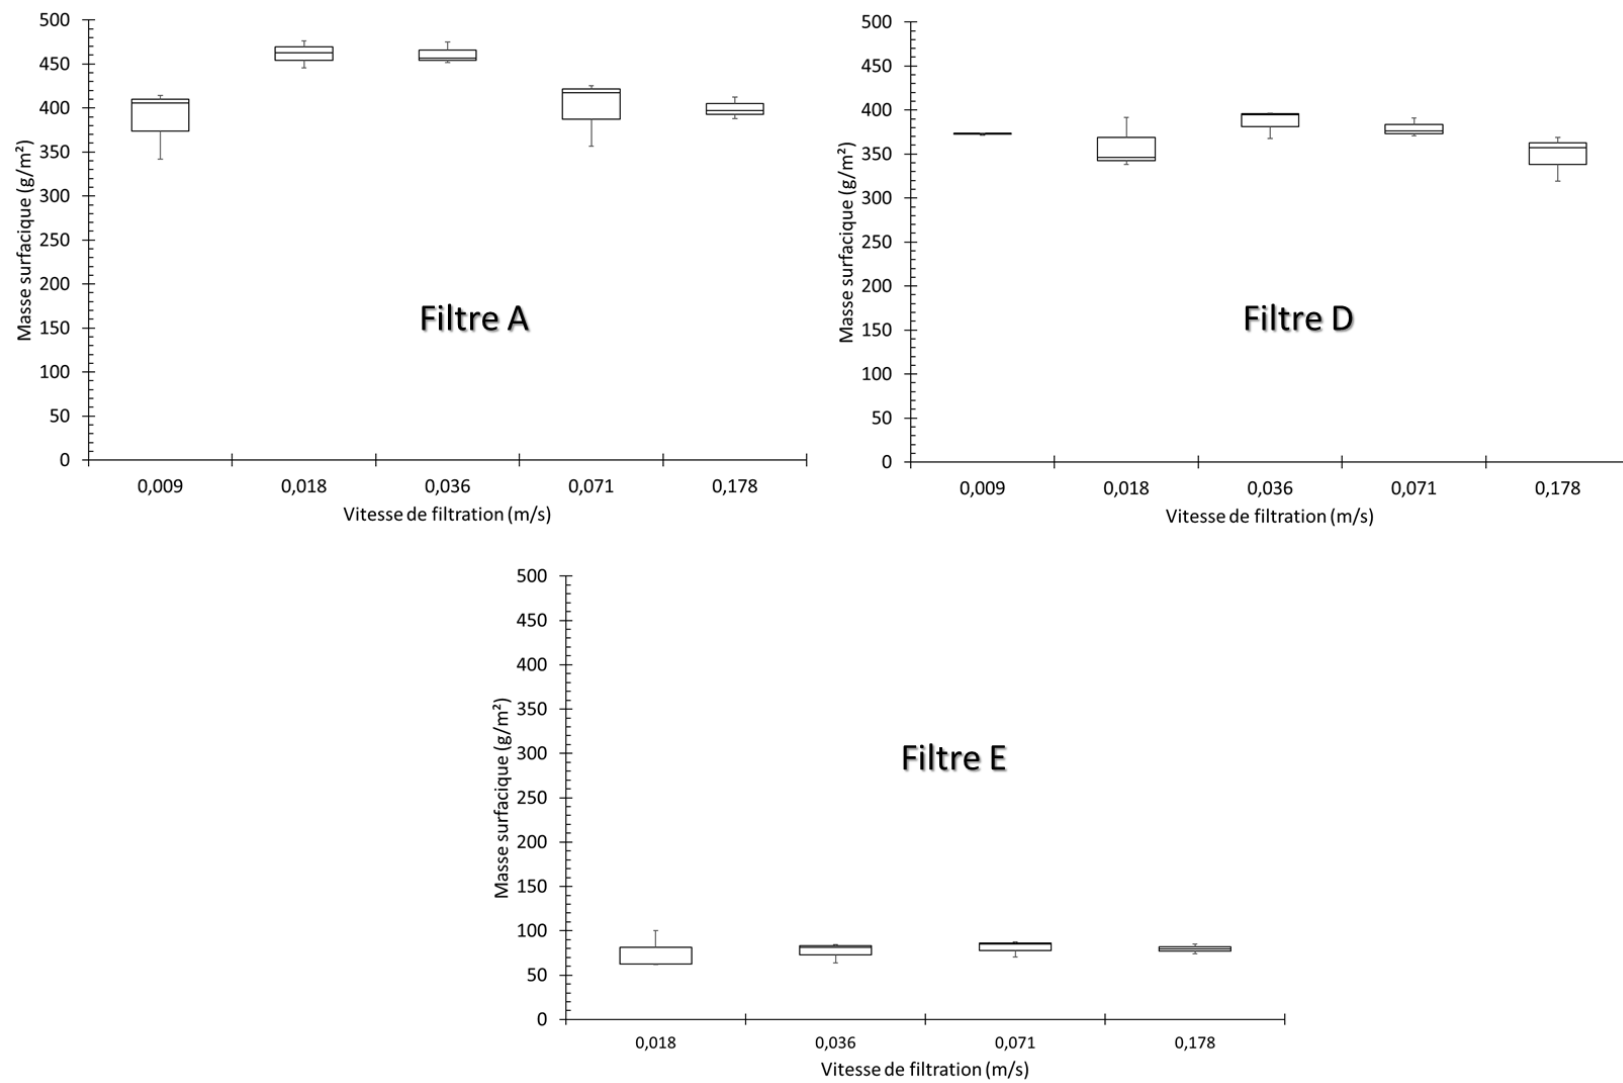 500
450
400
350
300
250
200
150
100
50
0
Masse surfacique (g/m²)
Filtre A
0,009 0,018 0,036 0,071 0,178
Vitesse de filtration (m/s)
500
450
400
350
300
250
200
150
100
50
0
Masse surfacique (g/m²)
Filtre D
0,009 0,018 0,036 0,071 0,178
Vitesse de filtration (m/s)
500
450
400
350
300
250
200
150
100
50
0
Masse surfacique (g/m²)
Filtre E
0,018 0,036 0,071 0,178
Vitesse de filtration (m/s)